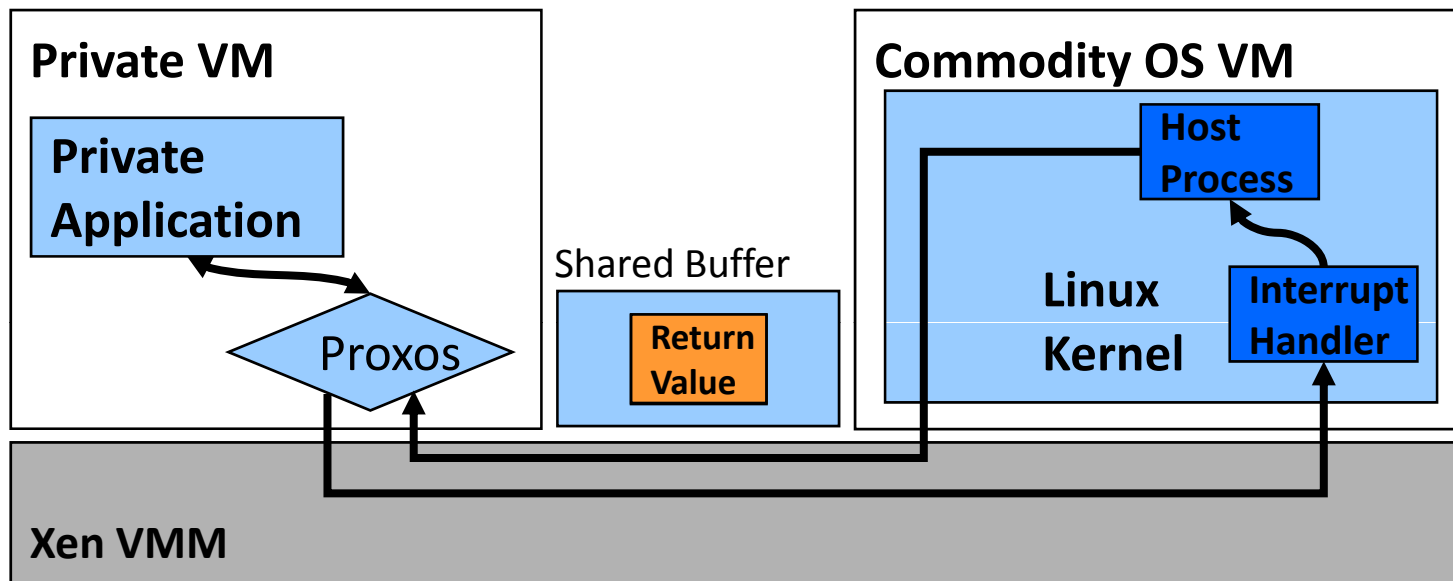 Private VM
Private
Application
Proxos
Shared Buffer
Return
Value
Commodity OS VM
Host
Process
Linux
Kernel
Interrupt
Handler
Xen VMM